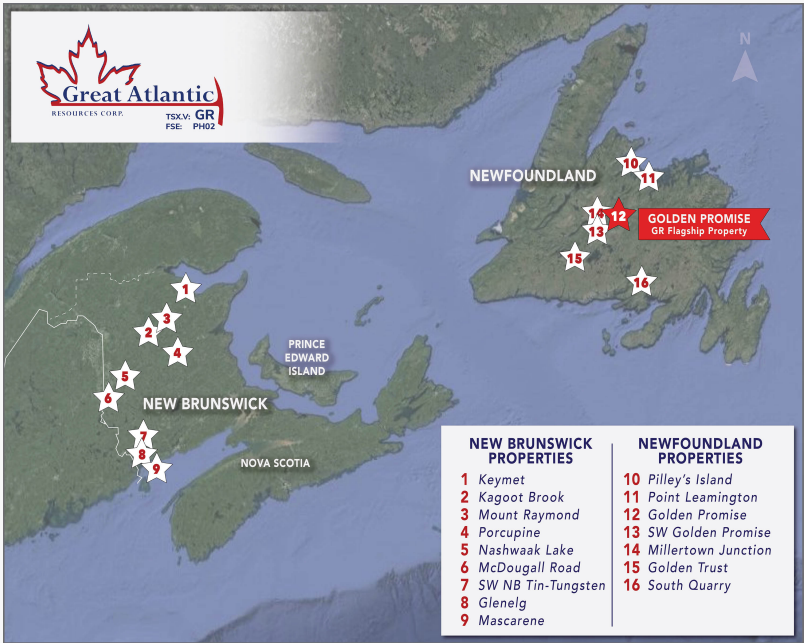 Great Atlantic
RESOURCES CORP.
TSX.V: GR
FSE: PH02
N
NEWFOUNDLAND
10
11
14
12
13
15
16
GOLDEN PROMISE
GR Flagship Property
1
3
2
4
5
6
7
8
9
PRINCE
EDWARD
ISLAND
NEW BRUNSWICK
NOVA SCOTIA
NEW BRUNSWICK
PROPERTIES
1 Keymet
2 Kagoot Brook
3 Mount Raymond
4 Porcupine
5 Nashwaak Lake
6 McDougall Road
7 SW NB Tin-Tungsten
8 Glenelg
9 Mascarene
NEWFOUNDLAND
PROPERTIES
10 Pilley's Island
11 Point Leamington
12 Golden Promise
13 SW Golden Promise
14 Millertown Junction
15 Golden Trust
16 South Quarry